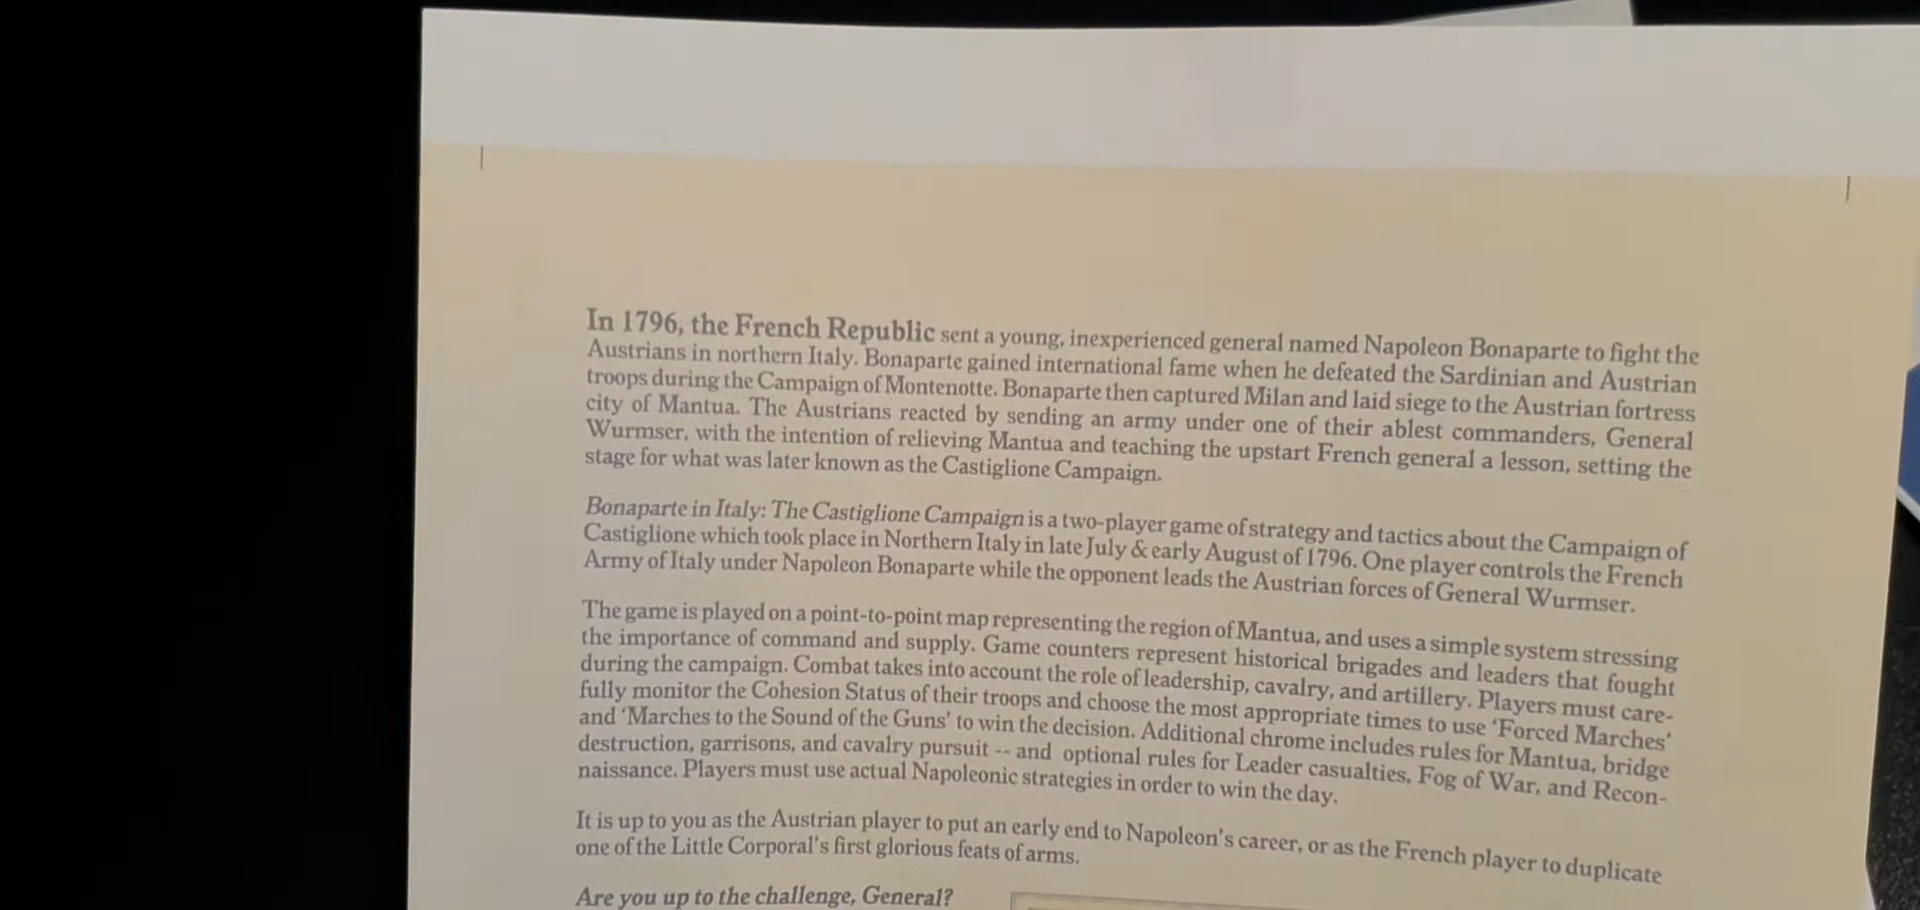 In 1796, the French Republic sent a young, inexperienced general named Napoleon Bonaparte to fight the
Austrians in northern Italy. Bonaparte gained international fame when he defeated the Sardinian and Austrian
troops during the Campaign of Montenotte. Bonaparte then captured Milan and laid siege to the Austrian fortress
city of Mantua. The Austrians reacted by sending an army under one of their ablest commanders, General
Wurmser, with the intention of relieving Mantua and teaching the upstart French general a lesson, setting the
stage for what was later known as the Castiglione Campaign.
Bonaparte in Italy: The Castiglione Campaign is a two-player game of strategy and tactics about the Campaign of
Castiglione which took place in Northern Italy in late July & early August of 1796. One player controls the French
Army of Italy under Napoleon Bonaparte while the opponent leads the Austrian forces of General Wurmser.
The game is played on a point-to-point map representing the region of Mantua, and uses a simple system stressing
the importance of command and supply. Game counters represent historical brigades and leaders that fought
during the campaign. Combat takes into account the role of leadership, cavalry, and artillery. Players must care-
fully monitor the Cohesion Status of their troops and choose the most appropriate times to use 'Forced Marches'
and 'Marches to the Sound of the Guns' to win the decision. Additional chrome includes rules for Mantua, bridge
destruction, garrisons, and cavalry pursuit -- and optional rules for Leader casualties, Fog of War, and Recon-
naissance. Players must use actual Napoleonic strategies in order to win the day.
It is up to you as the Austrian player to put an early end to Napoleon's career, or as the French player to duplicate
one of the Little Corporal's first glorious feats of arms.
Are you up to the challenge, General?